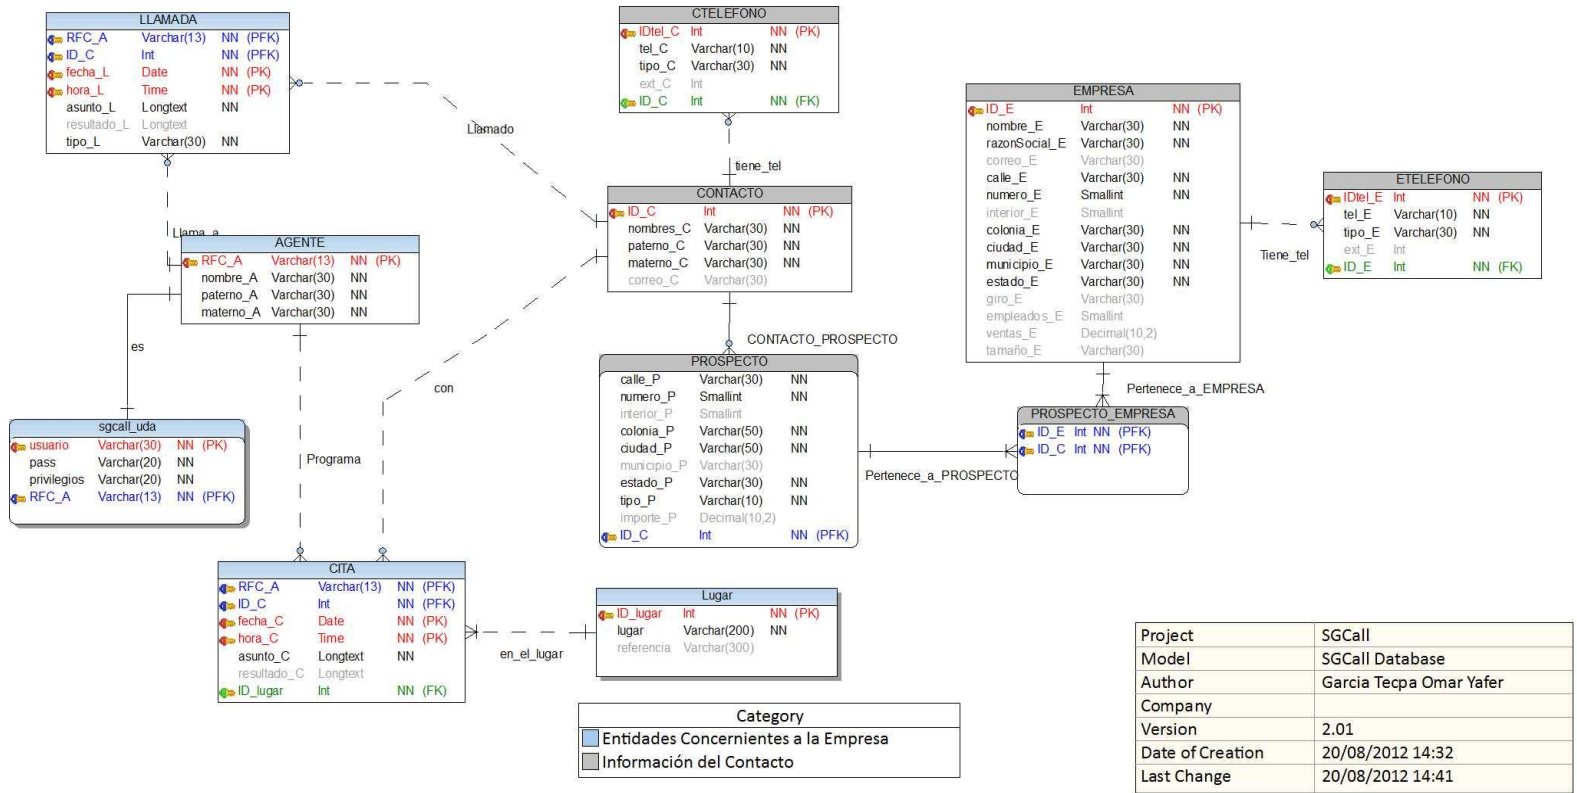 LLAMADA
RFC_A Varchar(13) NN (PFK)
ID_C Int NN (PFK)
fecha_L Date NN (PK)
hora_L Time NN (PK)
asunto_L Longtext NN
resultado_L Longtext
tipo_L Varchar(30) NN
CTELEFONO
IDtel_C Int NN (PK)
tel_C Varchar(10) NN
tipo_C Varchar(30) NN
ext_C Int
ID_C Int NN (FK)
EMPRESA
ID_E Int NN (PK)
nombre_E Varchar(30) NN
razonSocial_E Varchar(30) NN
correo_E Varchar(30)
calle_E Varchar(30) NN
numero_E Smallint NN
interior_E Smallint
colonia_E Varchar(30) NN
ciudad_E Varchar(30) NN
municipio_E Varchar(30) NN
estado_E Varchar(30) NN
giro_E Varchar(30)
empleados_E Smallint
ventas_E Decimal(10,2)
tamaño_E Varchar(30)
ETELEFONO
IDtel_E Int NN (PK)
tel_E Varchar(10) NN
tipo_E Varchar(30) NN
ext_E Int
ID_E Int NN (FK)
Tiene_tel
Llamado
tiene_tel
CONTACTO
ID_C Int NN (PK)
nombres_C Varchar(30) NN
paterno_C Varchar(30) NN
materno_C Varchar(30) NN
correo_C Varchar(30)
Llama_a
AGENTE
RFC_A Varchar(13) NN (PK)
nombre_A Varchar(30) NN
paterno_A Varchar(30) NN
materno_A Varchar(30) NN
es
con
CONTACTO_PROSPECTO
PROSPECTO
calle_P Varchar(30) NN
numero_P Smallint NN
interior_P Smallint
colonia_P Varchar(50) NN
ciudad_P Varchar(50) NN
municipio_P Varchar(30)
estado_P Varchar(30) NN
tipo_P Varchar(10) NN
importe_P Decimal(10,2)
ID_C Int NN (PFK)
Pertenece_a_EMPRESA
PROSPECTO_EMPRESA
ID_E Int NN (PFK)
ID_C Int NN (PFK)
Pertenece_a_PROSPECTO
sgcall_uda
usuario Varchar(30) NN (PK)
pass Varchar(20) NN
privilegios Varchar(20) NN
RFC_A Varchar(13) NN (PFK)
Programa
CITA
RFC_A Varchar(13) NN (PFK)
ID_C Int NN (PFK)
fecha_C Date NN (PK)
hora_C Time NN (PK)
asunto_C Longtext NN
resultado_C Longtext
ID_lugar Int NN (FK)
en_el_lugar
Lugar
ID_lugar Int NN (PK)
lugar Varchar(200) NN
referencia Varchar(300)
Category
Entidades Concernientes a la Empresa
Información del Contacto
Project SGCall
Model SGCall Database
Author Garcia Tecpa Omar Yafer
Company
Version 2.01
Date of Creation 20/08/2012 14:32
Last Change 20/08/2012 14:41